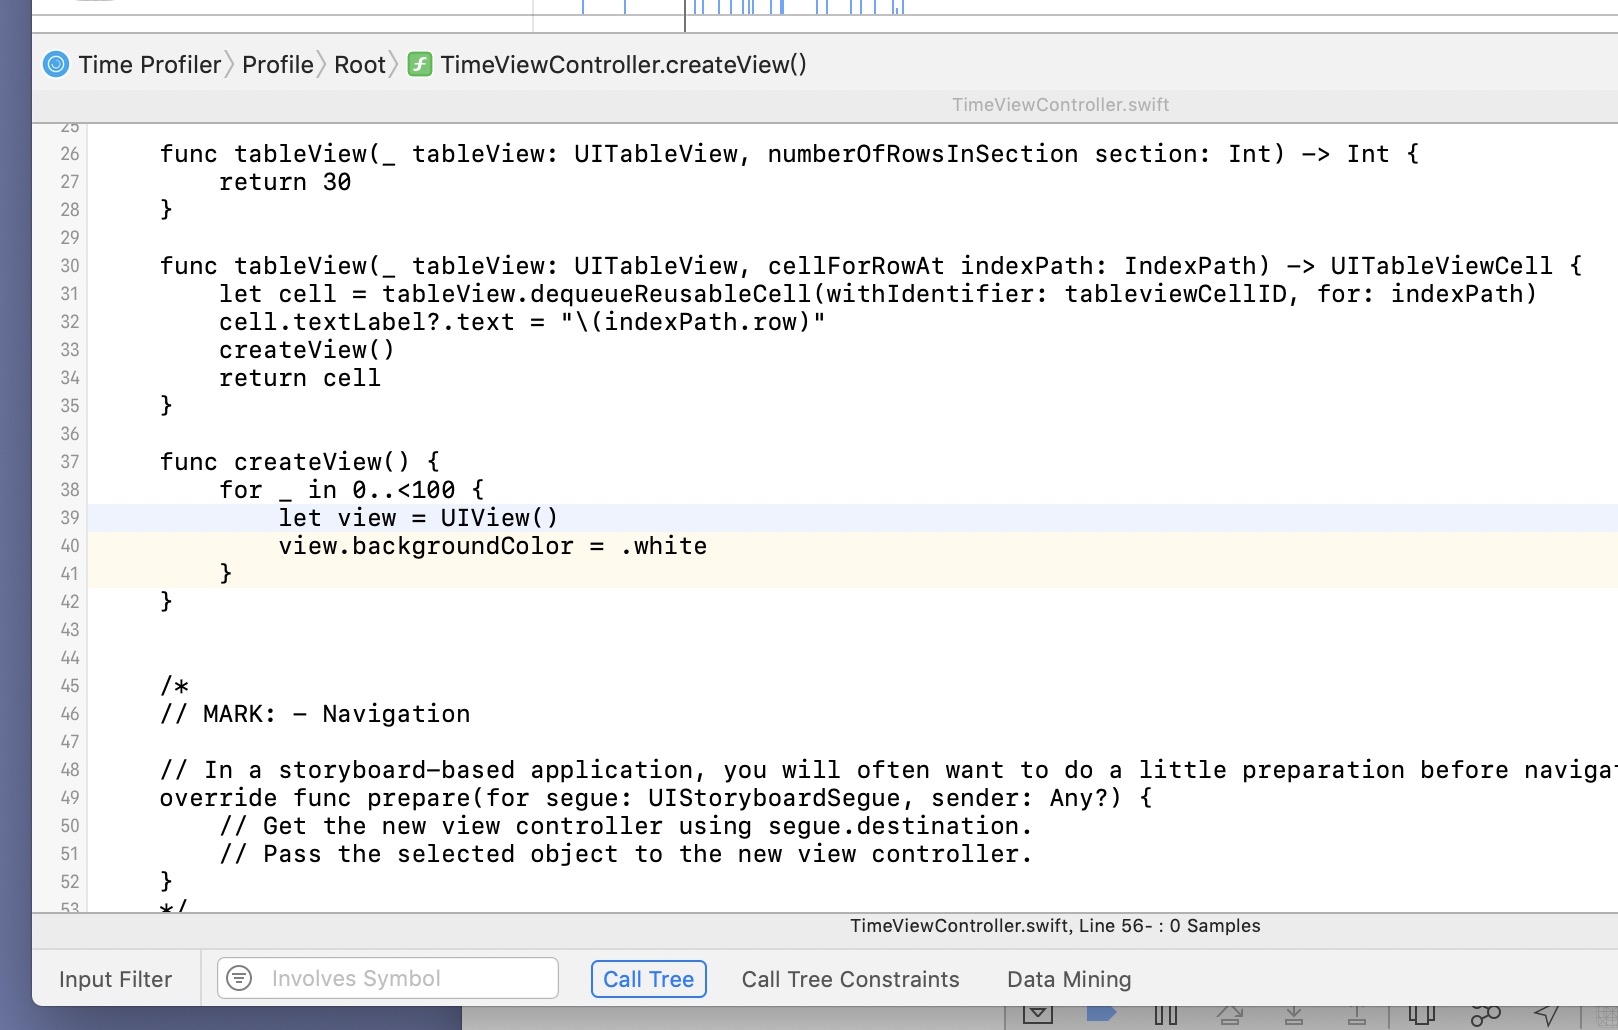 Time Profiler〉Profile〉Root〉 f TimeViewController.createView()
TimeViewController.swift
25
26 func tableView(_ tableView: UITableView, numberOfRowsInSection section: Int) -> Int {
27 return 30
28 }
29
30 func tableView(_ tableView: UITableView, cellForRowAt indexPath: IndexPath) -> UITableViewCell {
31 let cell = tableView.dequeueReusableCell(withIdentifier: tableviewCellID, for: indexPath)
32 cell.textLabel?.text = "\(indexPath.row)"
33 createView()
34 return cell
35 }
36
37 func createView() {
38 for _ in 0..<100 {
39 let view = UIView()
40 view.backgroundColor = .white
41 }
42 }
43
44
45 /*
46 // MARK: - Navigation
47
48 // In a storyboard-based application, you will often want to do a little preparation before navigat
49 override func prepare(for segue: UIStoryboardSegue, sender: Any?) {
50 // Get the new view controller using segue.destination.
51 // Pass the selected object to the new view controller.
52 }
53 */
TimeViewController.swift, Line 56- : 0 Samples
Input Filter Involves Symbol Call Tree Call Tree Constraints Data Mining